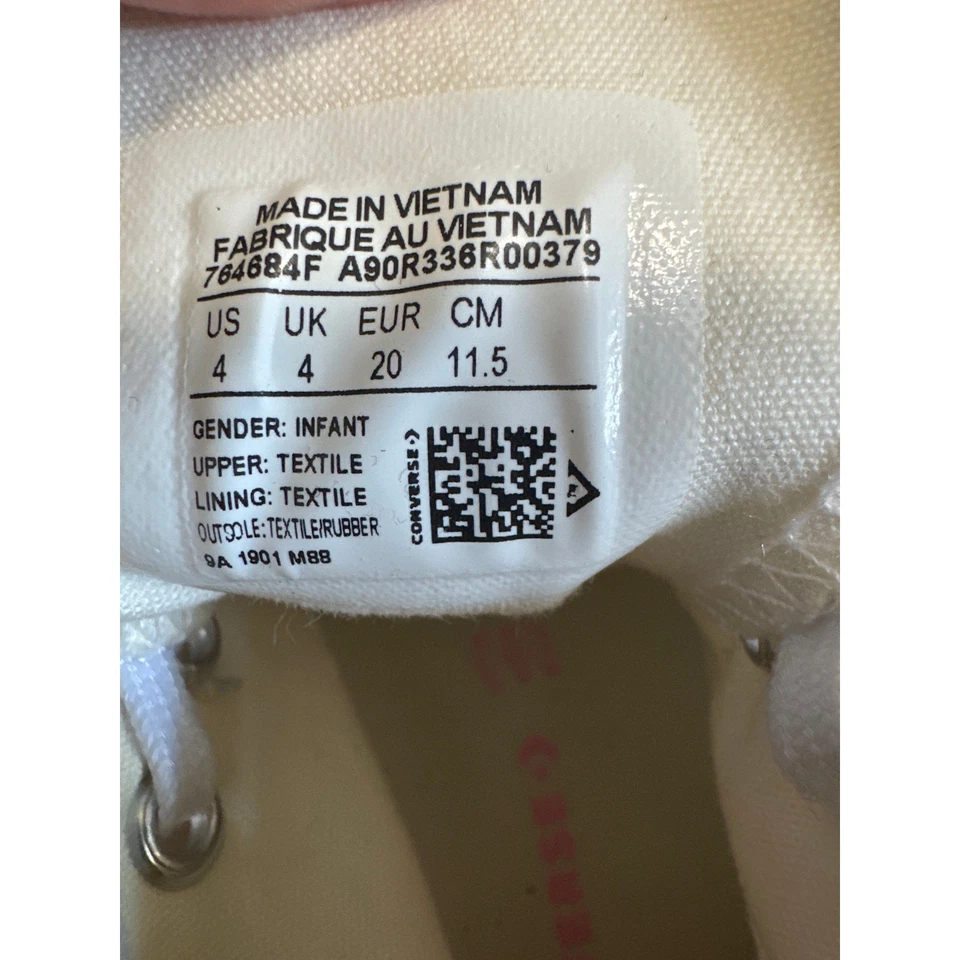 MADE IN VIETNAM
FABRIQUE AU VIETNAM
764684F A90R336R00379
US UK EUR CM
4 4 20 11.5
GENDER: INFANT
UPPER: TEXTILE
LINING: TEXTILE
OUTSOLE: TEXTILE/RUBBER
9A 1901 M88
CONVERSE